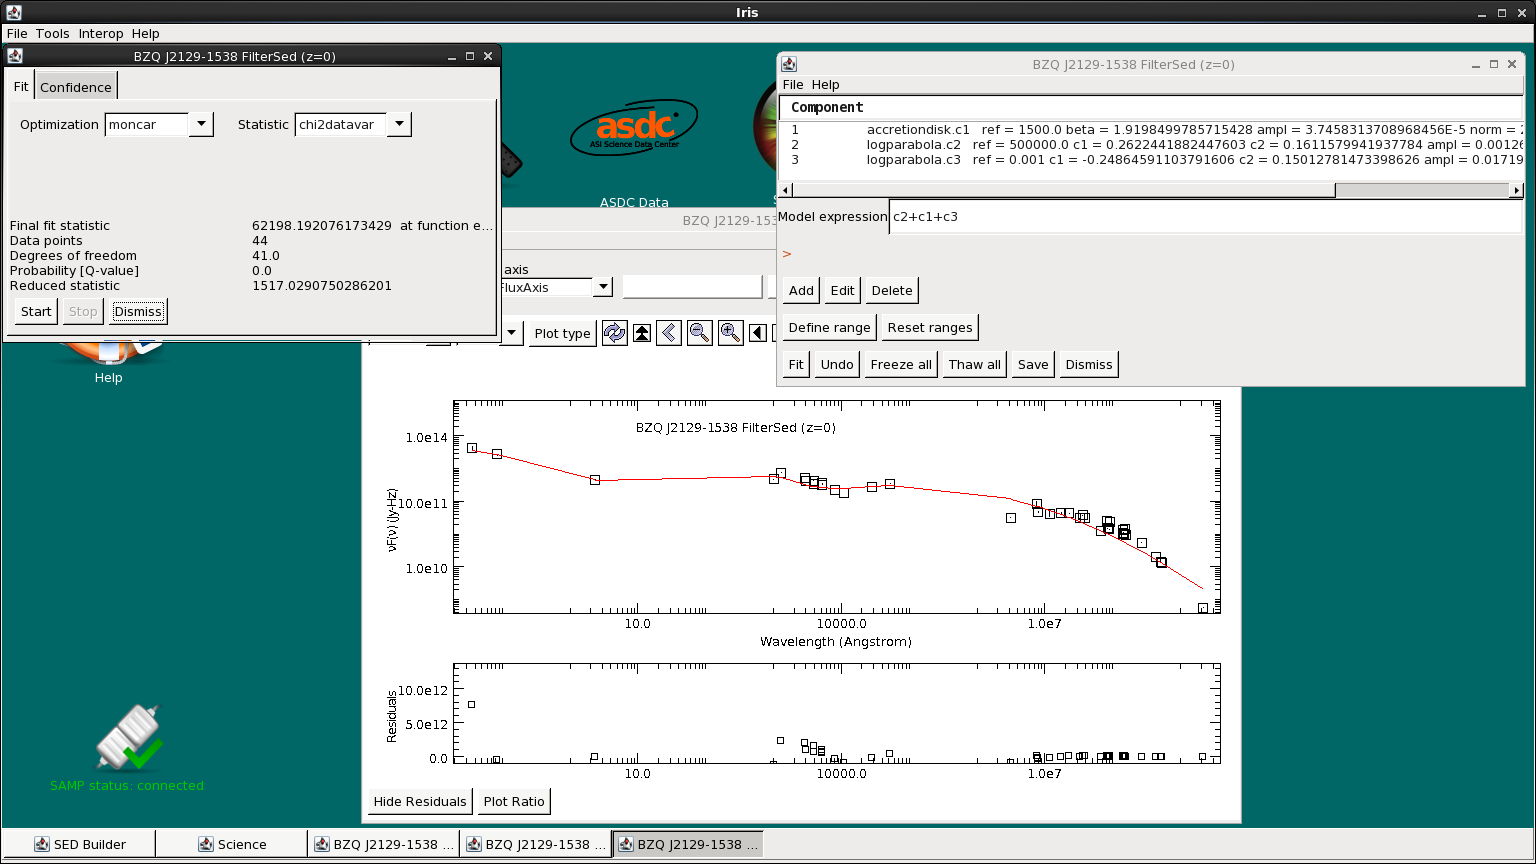 Iris
File Tools Interop Help
BZQ J2129-1538 FilterSed (z=0)
Fit Confidence
Optimization moncar Statistic chi2datavar
Final fit statistic 62198.192076173429 at function e...
Data points 44
Degrees of freedom 41.0
Probability [Q-value] 0.0
Reduced statistic 1517.0290750286201
Start Stop Dismiss
asdc
ASI Science Data Center
ASDC Data
BZQ J2129-1538 FilterSed (z=0)
File Help
Component
1 accretiondisk.c1 ref = 1500.0 beta = 1.9198499785715428 ampl = 3.7458313708968456E-5 norm =
2 logparabola.c2 ref = 500000.0 c1 = 0.2622441882447603 c2 = 0.1611579941937784 ampl = 0.00126
3 logparabola.c3 ref = 0.001 c1 = -0.24864591103791606 c2 = 0.15012781473398626 ampl = 0.01719
Model expression c2+c1+c3
>
Add Edit Delete
Define range Reset ranges
Fit Undo Freeze all Thaw all Save Dismiss
BZQ J2129-153
axis
FluxAxis
Plot type
Help
BZQ J2129-1538 FilterSed (z=0)
1.0e14
10.0e11
1.0e10
νF(ν) (Jy-Hz)
10.0 10000.0 1.0e7
Wavelength (Angstrom)
10.0e12
5.0e12
0.0
Residuals
10.0 10000.0 1.0e7
Hide Residuals Plot Ratio
SAMP status: connected
SED Builder Science BZQ J2129-1538 ... BZQ J2129-1538 ... BZQ J2129-1538 ...